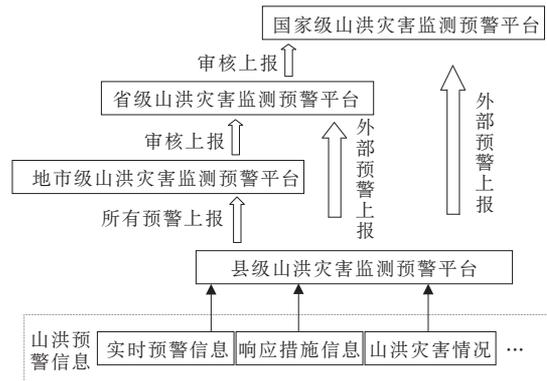 国家级山洪灾害监测预警平台
审核上报
省级山洪灾害监测预警平台
外部预警上报
外部预警上报
审核上报
地市级山洪灾害监测预警平台
所有预警上报
县级山洪灾害监测预警平台
山洪预
警信息
实时预警信息
响应措施信息
山洪灾害情况
…